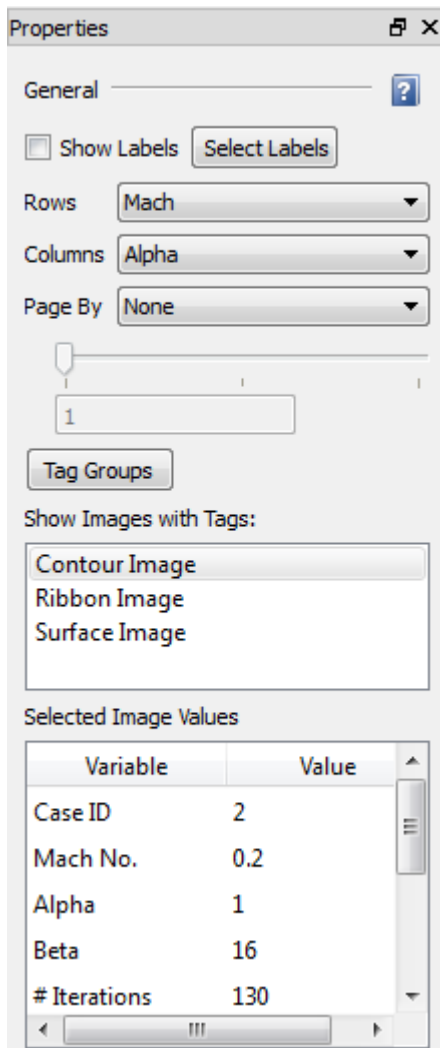 Properties
General
?
Show Labels Select Labels
Rows Mach
Columns Alpha
Page By None
1
Tag Groups
Show Images with Tags:
Contour Image
Ribbon Image
Surface Image
Selected Image Values
Variable Value
Case ID 2
Mach No. 0.2
Alpha 1
Beta 16
# Iterations 130